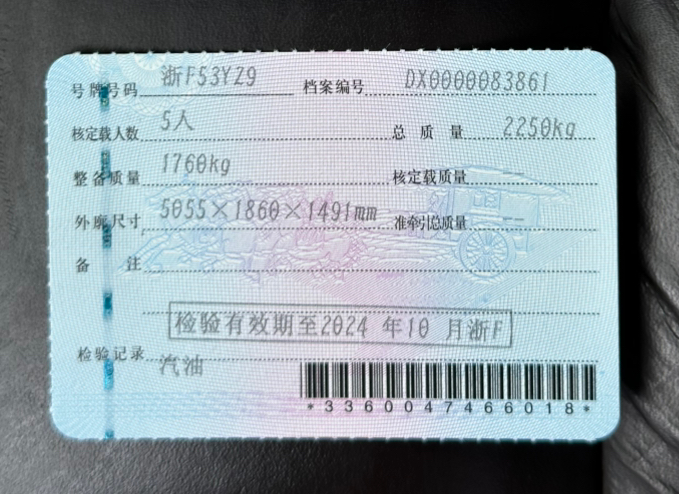 号牌号码 浙F53YZ9 档案编号 DX0000083861
核定载人数 5人 总质量 2250kg
整备质量 1760kg 核定载质量 --
外廓尺寸 5055×1860×1491mm 准牵引总质量 --
备注
检验有效期至2024 年10 月浙F
检验记录
汽油
*3360047466018*